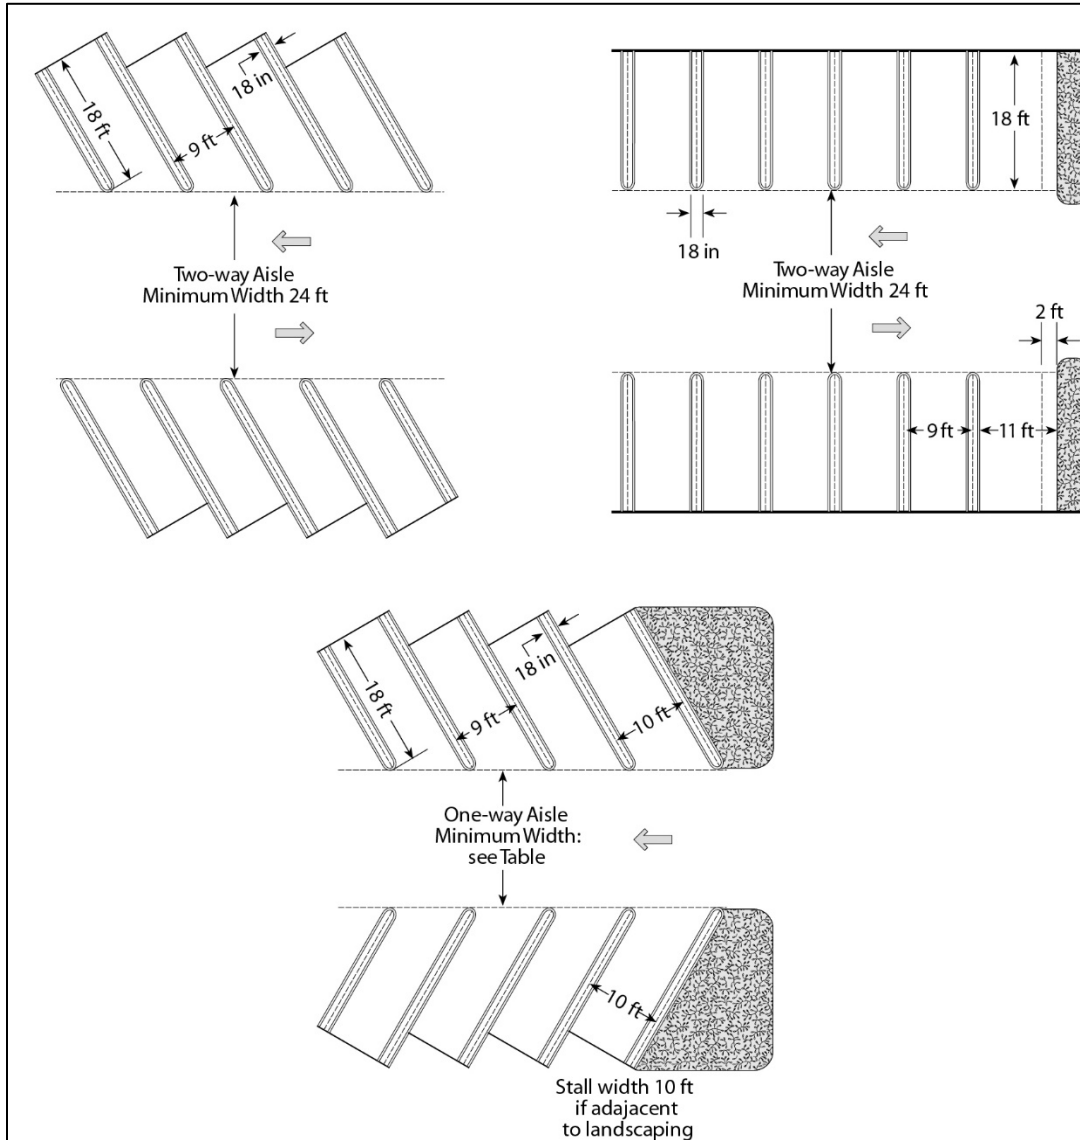 18 ft
9 ft
18 in
Two-way Aisle
Minimum Width 24 ft
18 ft
18 in
Two-way Aisle
Minimum Width 24 ft
2 ft
9 ft
11 ft
18 ft
9 ft
18 in
10 ft
One-way Aisle
Minimum Width:
see Table
10 ft
Stall width 10 ft
if adajacent
to landscaping